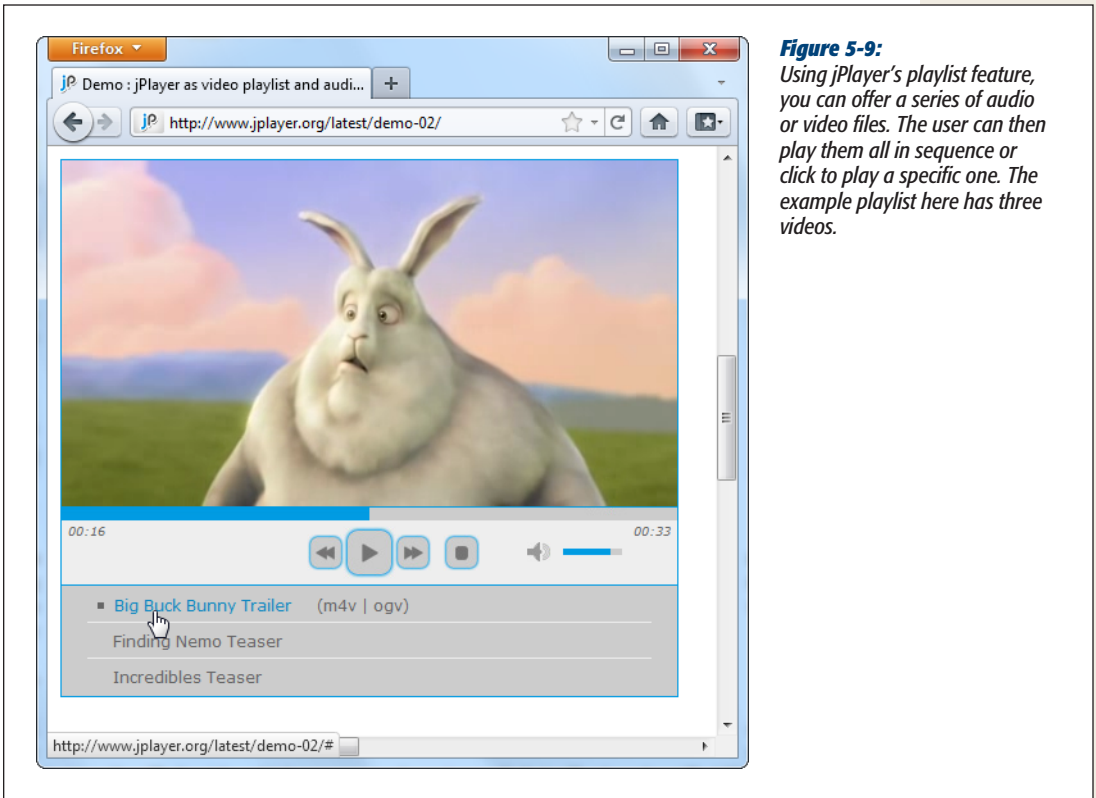 Firefox
jP Demo : jPlayer as video playlist and audi...
jP http://www.jplayer.org/latest/demo-02/
00:16
00:33
Big Buck Bunny Trailer (m4v | ogv)
Finding Nemo Teaser
Incredibles Teaser
http://www.jplayer.org/latest/demo-02/#
Figure 5-9:
Using jPlayer's playlist feature,
you can offer a series of audio
or video files. The user can then
play them all in sequence or
click to play a specific one. The
example playlist here has three
videos.